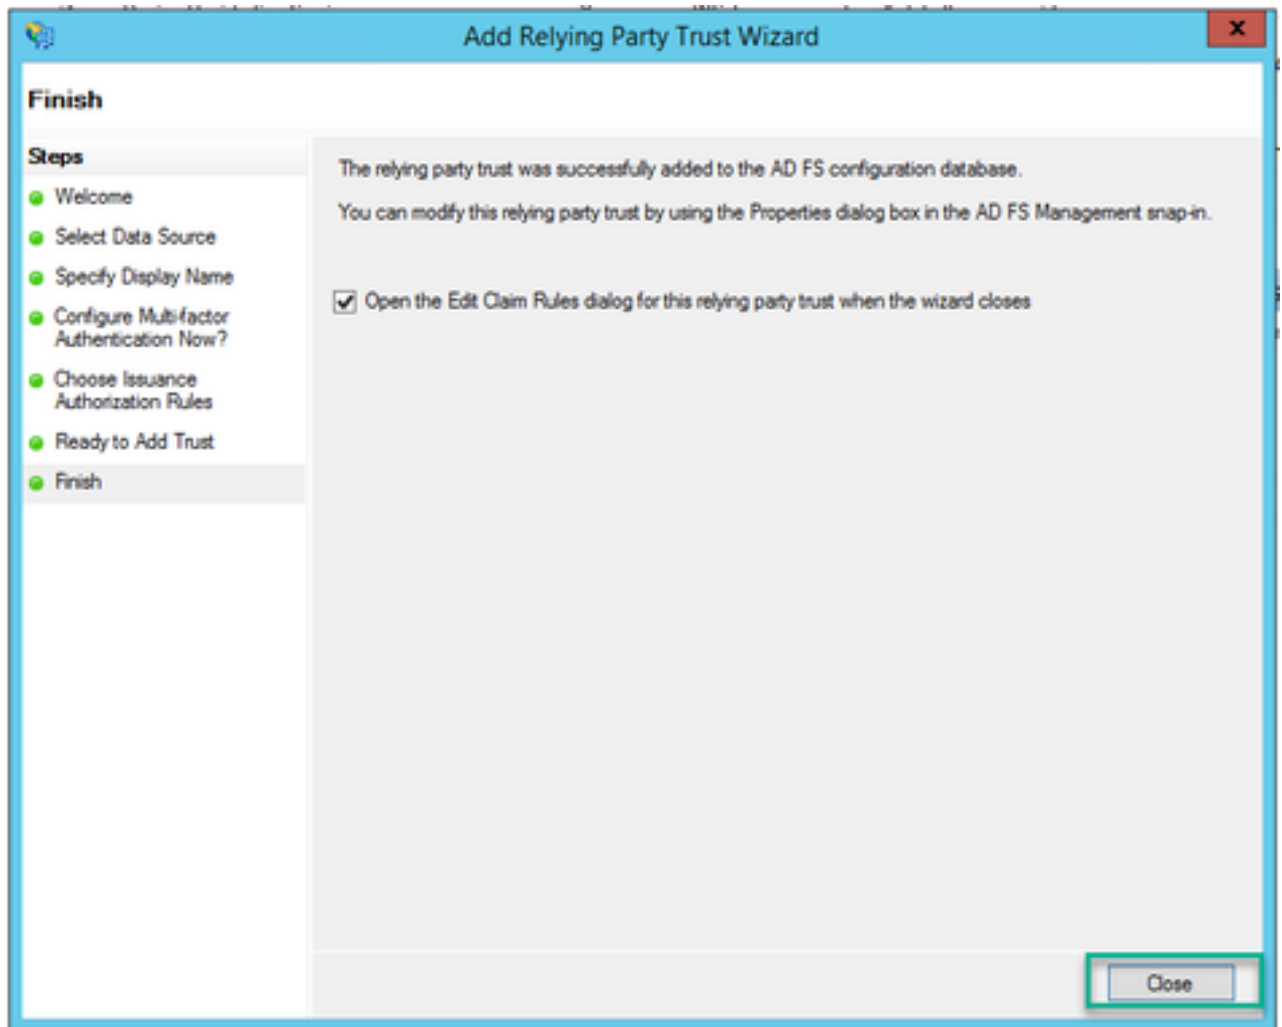 Add Relying Party Trust Wizard
x
Finish
Steps
Welcome
Select Data Source
Specify Display Name
Configure Multi-factor
Authentication Now?
Choose Issuance
Authorization Rules
Ready to Add Trust
Finish
The relying party trust was successfully added to the AD FS configuration database.
You can modify this relying party trust by using the Properties dialog box in the AD FS Management snap-in.
Open the Edit Claim Rules dialog for this relying party trust when the wizard closes
Close